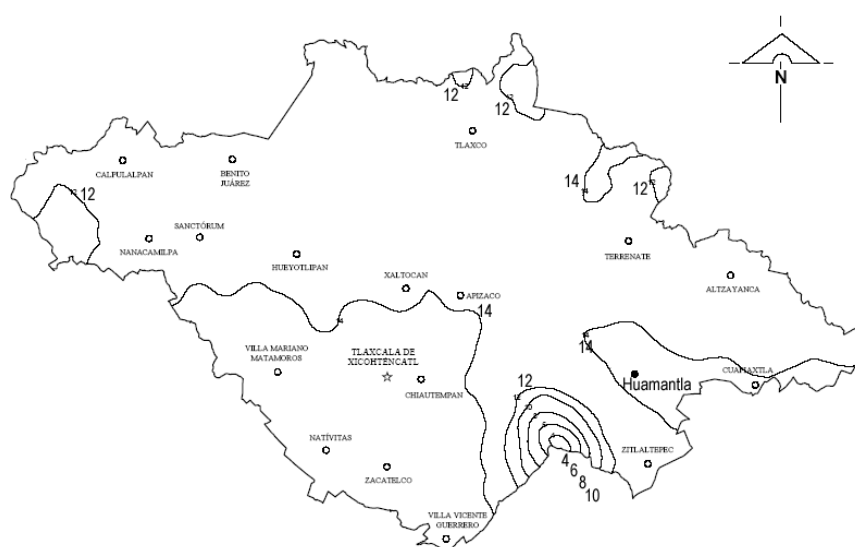 N
12
12
TLAXCO
CALPULALPAN
BENITO
JUÁREZ
14
12
12
SANCTÓRUM
NANACAMILPA
HUEYOTLIPAN
TERRENATE
XALTOCAN
APIZACO
ALTZAYANCA
14
14
VILLA MARIANO
MATAMOROS
TLAXCALA DE
XICOHTÉNCATL
CHIAUTEMPAN
12
Huamantla
CUAPIAXTLA
NATÍVITAS
ZACATELCO
4
6
8
10
ZITLALTEPEC
VILLA VICENTE
GUERRERO